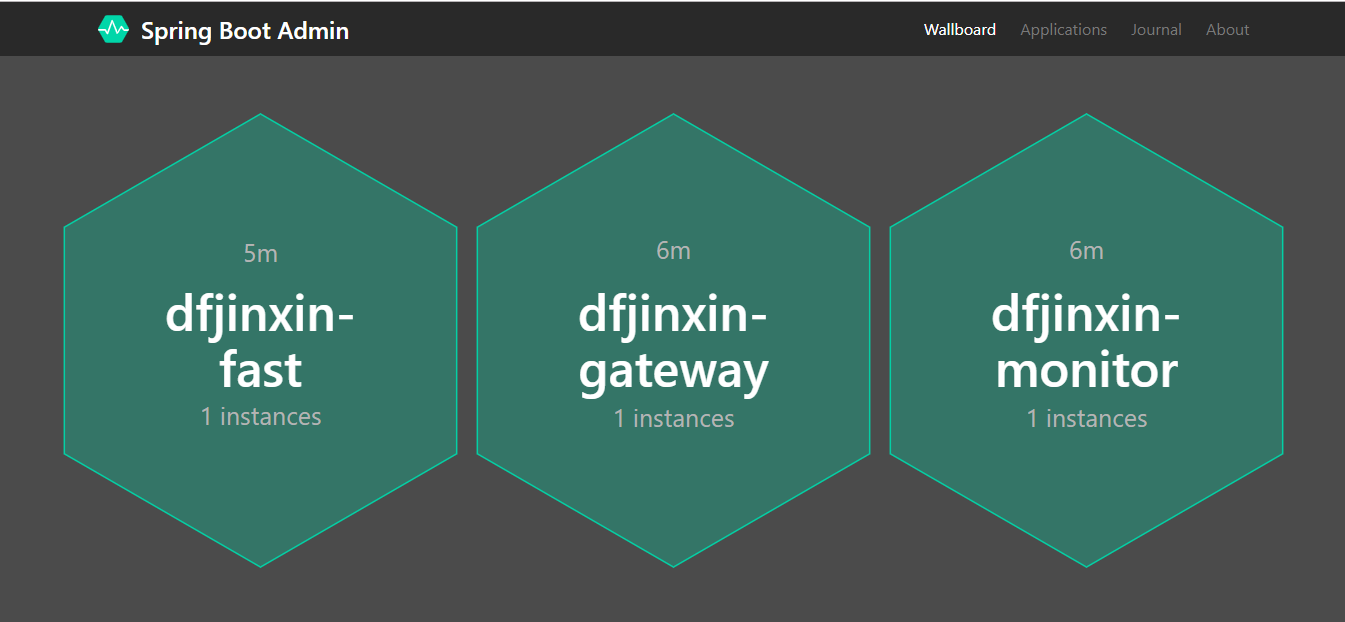 Spring Boot Admin
Wallboard Applications Journal About
5m
dfjinxin-
fast
1 instances
6m
dfjinxin-
gateway
1 instances
6m
dfjinxin-
monitor
1 instances